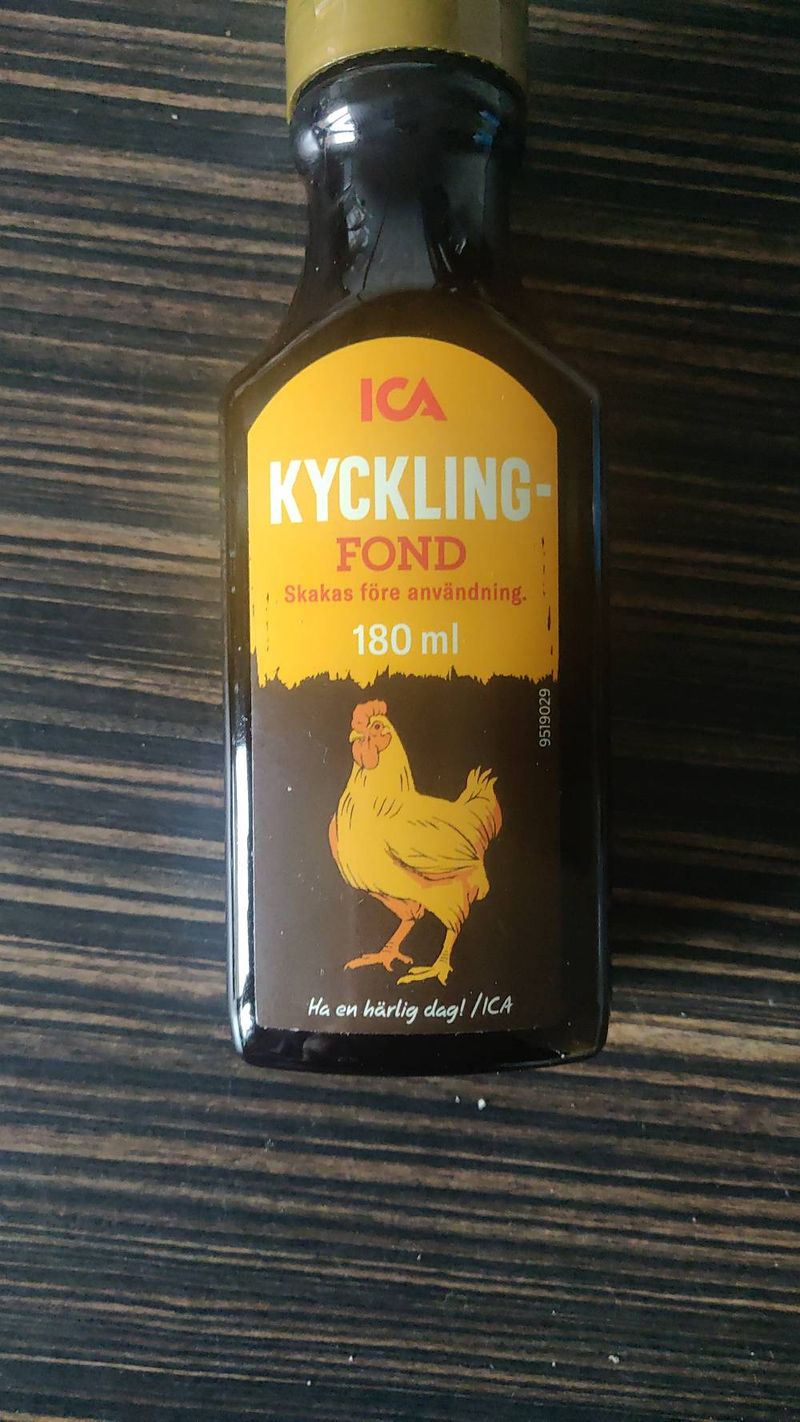 ICA
KYCKLING-
FOND
Skakas före användning.
180 ml
9519029
Ha en härlig dag! /ICA